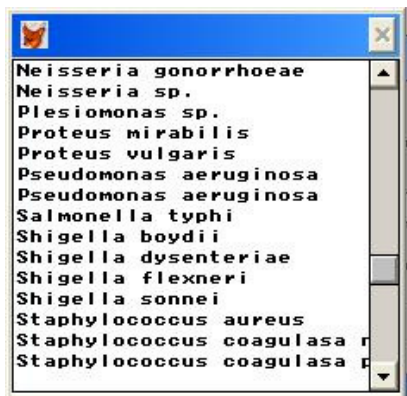 Neisseria gonorrhoeae
Neisseria sp.
Plesiomonas sp.
Proteus mirabilis
Proteus vulgaris
Pseudomonas aeruginosa
Pseudomonas aeruginosa
Salmonella typhi
Shigella boydii
Shigella dysenteriae
Shigella flexneri
Shigella sonnei
Staphylococcus aureus
Staphylococcus coagulasa
Staphylococcus coagulasa